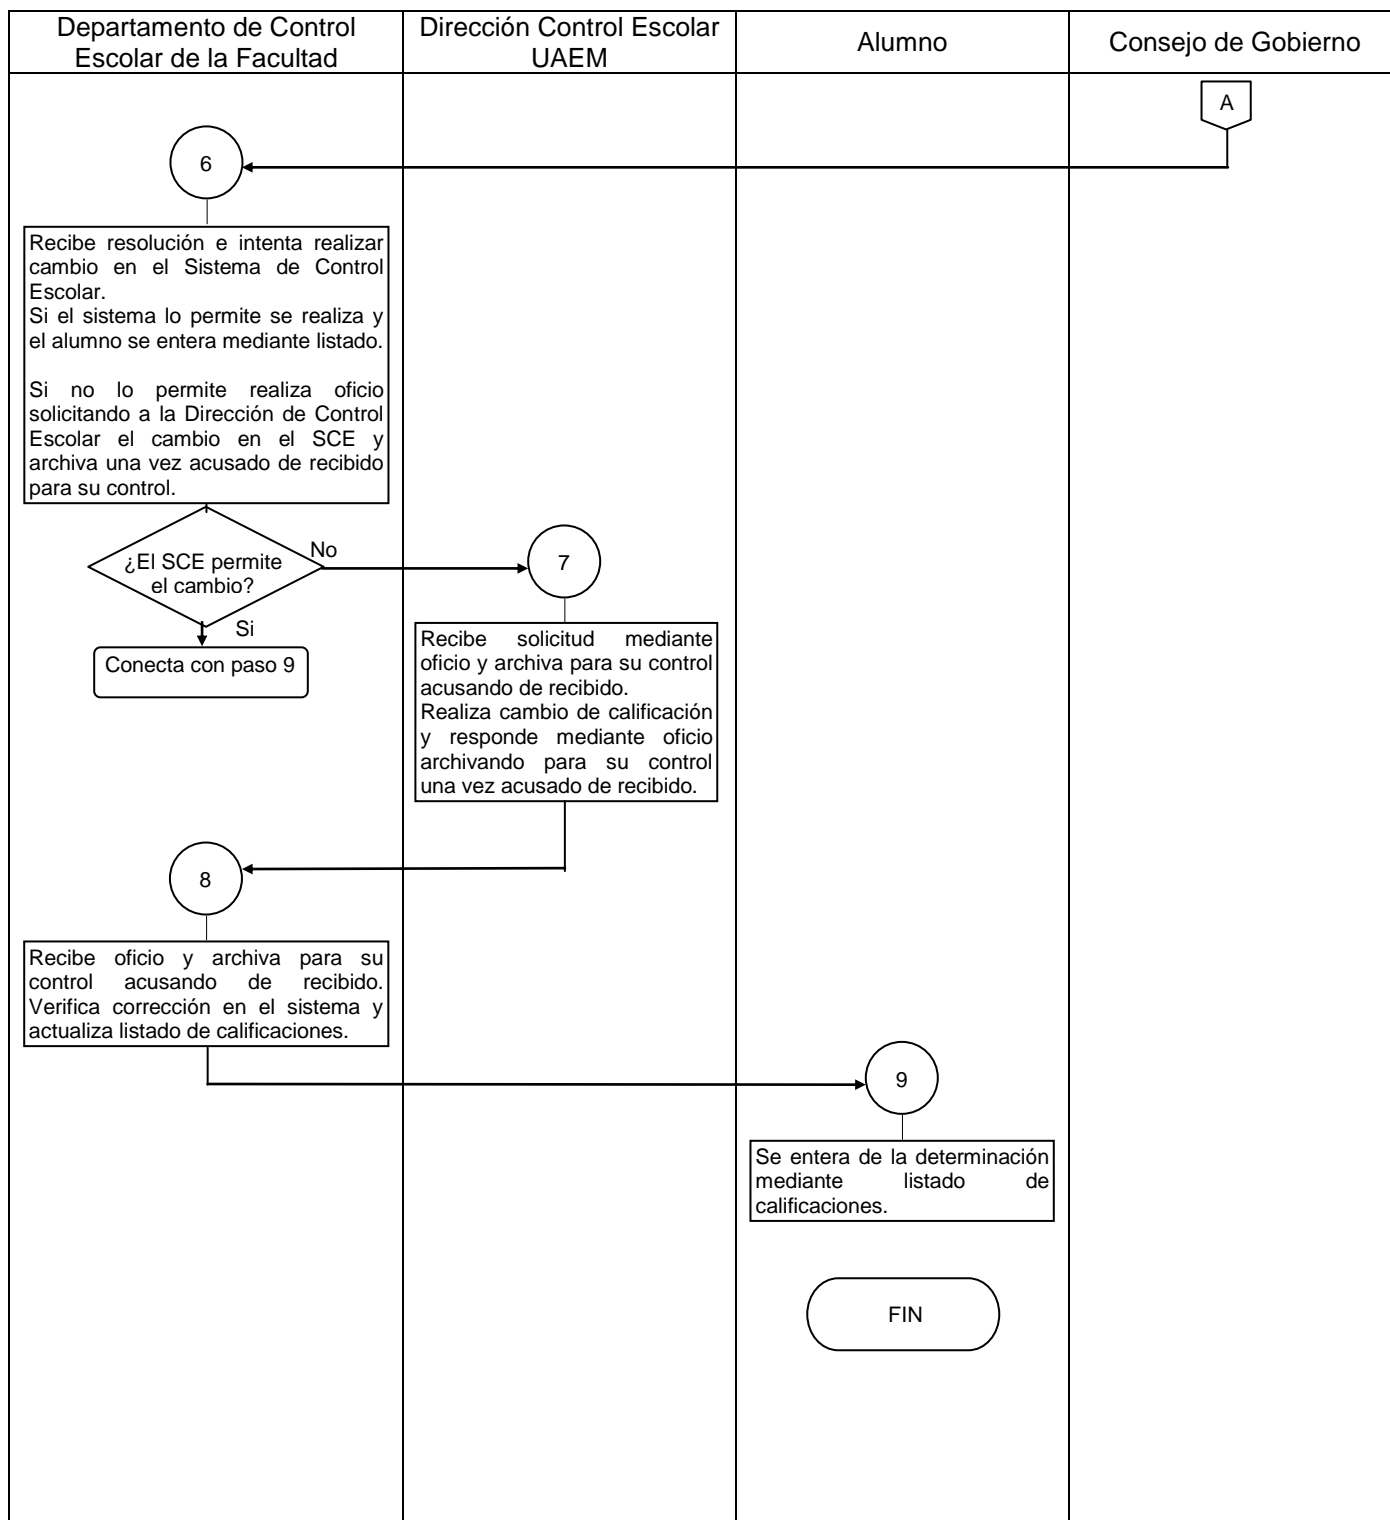 Departamento de Control
Escolar de la Facultad
Dirección Control Escolar
UAEM
Alumno
Consejo de Gobierno
A
6
Recibe resolución e intenta realizar
cambio en el Sistema de Control
Escolar.
Si el sistema lo permite se realiza y
el alumno se entera mediante listado.
Si no lo permite realiza oficio
solicitando a la Dirección de Control
Escolar el cambio en el SCE y
archiva una vez acusado de recibido
para su control.
¿El SCE permite
el cambio?
No
Si
Conecta con paso 9
7
Recibe solicitud mediante
oficio y archiva para su control
acusando de recibido.
Realiza cambio de calificación
y responde mediante oficio
archivando para su control
una vez acusado de recibido.
8
Recibe oficio y archiva para su
control acusando de recibido.
Verifica corrección en el sistema y
actualiza listado de calificaciones.
9
Se entera de la determinación
mediante listado de
calificaciones.
FIN